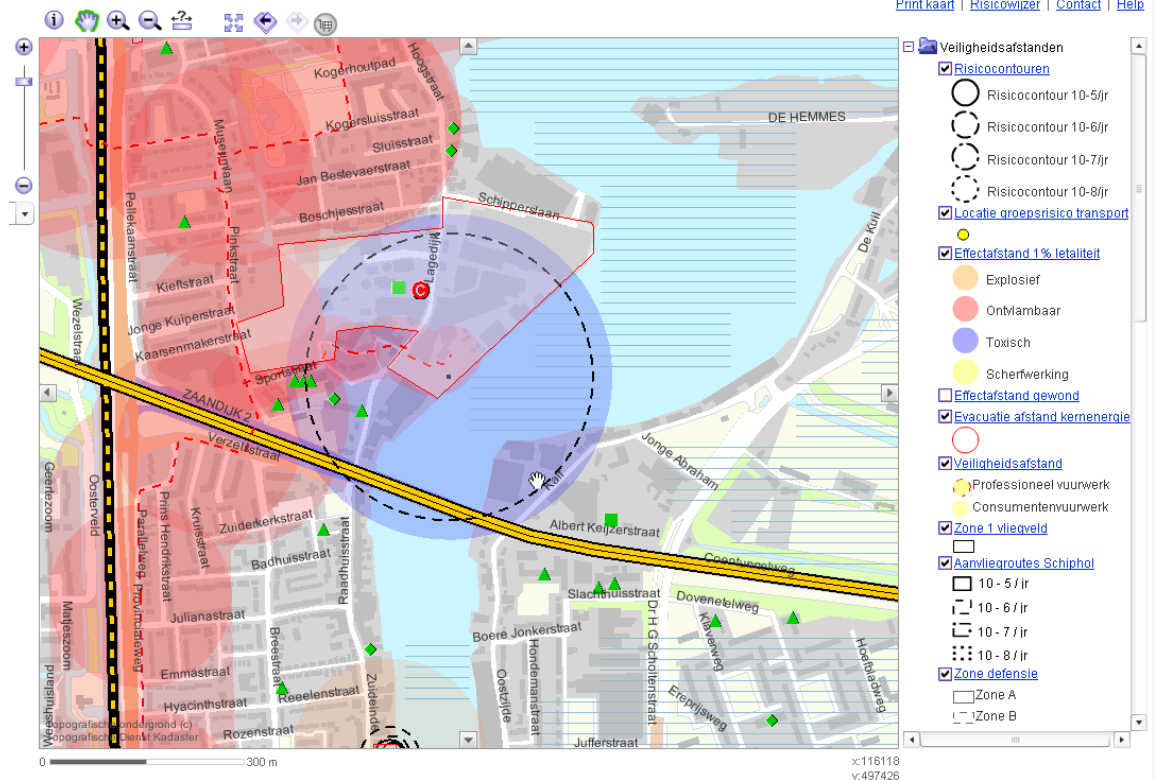 Print kaart | Risicowijzer | Contact | Help
Veiligheidsafstanden
Risicocontouren
Risicocontour 10-5/jr
Risicocontour 10-6/jr
Risicocontour 10-7/jr
Risicocontour 10-8/jr
Locatie groepsrisico transport
Effectafstand 1% letaliteit
Explosief
Ontvlambaar
Toxisch
Scherfwerking
Effectafstand gewond
Evacuatie afstand kernenergie
Veiligheidsafstand
Professioneel vuurwerk
Consumentenvuurwerk
Zone 1 vliegveld
Aanvliegroutes Schiphol
10 - 5 / jr
10 - 6 / jr
10 - 7 / jr
10 - 8 / jr
Zone defensie
Zone A
Zone B
Kogerhoutpad
Hoogstraat
Kogersluisstraat
Museumlaan
Sluisstraat
DE HEMMES
Jan Bestevaerstraat
Pellekaanstraat
Schipperslaan
Boschjesstraat
Pinkstraat
Lagedijk
De Kuil
C
Kieftstraat
Wezelstraat
Jonge Kuiperstraat
Kaarsenmakerstraat
Sportstraat
ZAANDIJK 2
Verzetsstraat
Jonge Abraham
Kalf
Geertezoom
Oosterveld
Parallelweg
Prins Hendrikstraat
Kruisstraat
Zuiderkerkstraat
Albert Keijzerstraat
Badhuisstraat
Raadhuisstraat
Coentunnelweg
Slachthuisstraat
Dovenetelweg
Provincialeweg
Matjeszoom
Julianastraat
Breestraat
Boere Jonkerstraat
Klaverweg
Dr H G Scholtenstraat
Hoefbladweg
Emmastraat
Zuideinde
Oostzijde
Hondemanstraat
Reeelenstraat
Ereprijsweg
Hyacinthstraat
Rozenstraat
Jufferstraat
Topografische ondergrond (c)
Topografische Dienst Kadaster
0
300 m
x:116118
y:497426